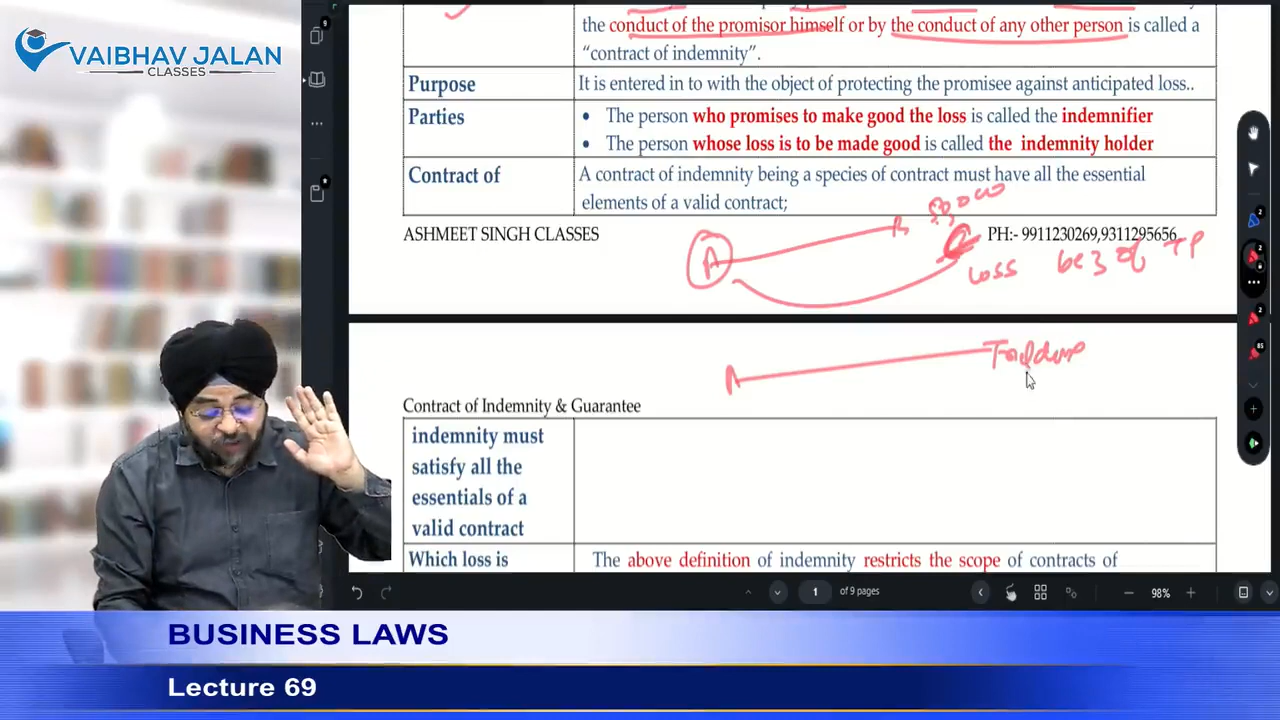 VAIBHAV JALAN
CLASSES
the conduct of the promisor himself or by the conduct of any other person is called a
“contract of indemnity”.
Purpose
It is entered in to with the object of protecting the promisee against anticipated loss..
Parties
• The person who promises to make good the loss is called the indemnifier
• The person whose loss is to be made good is called the indemnity holder
Contract of
A contract of indemnity being a species of contract must have all the essential
elements of a valid contract;
ASHMEET SINGH CLASSES
PH:- 9911230269,9311295656
A
B
C
loss bcz of TP
A
Contract of Indemnity & Guarantee
indemnity must
satisfy all the
essentials of a
valid contract
Which loss is
The above definition of indemnity restricts the scope of contracts of
1
of 9 pages
98%
BUSINESS LAWS
Lecture 69